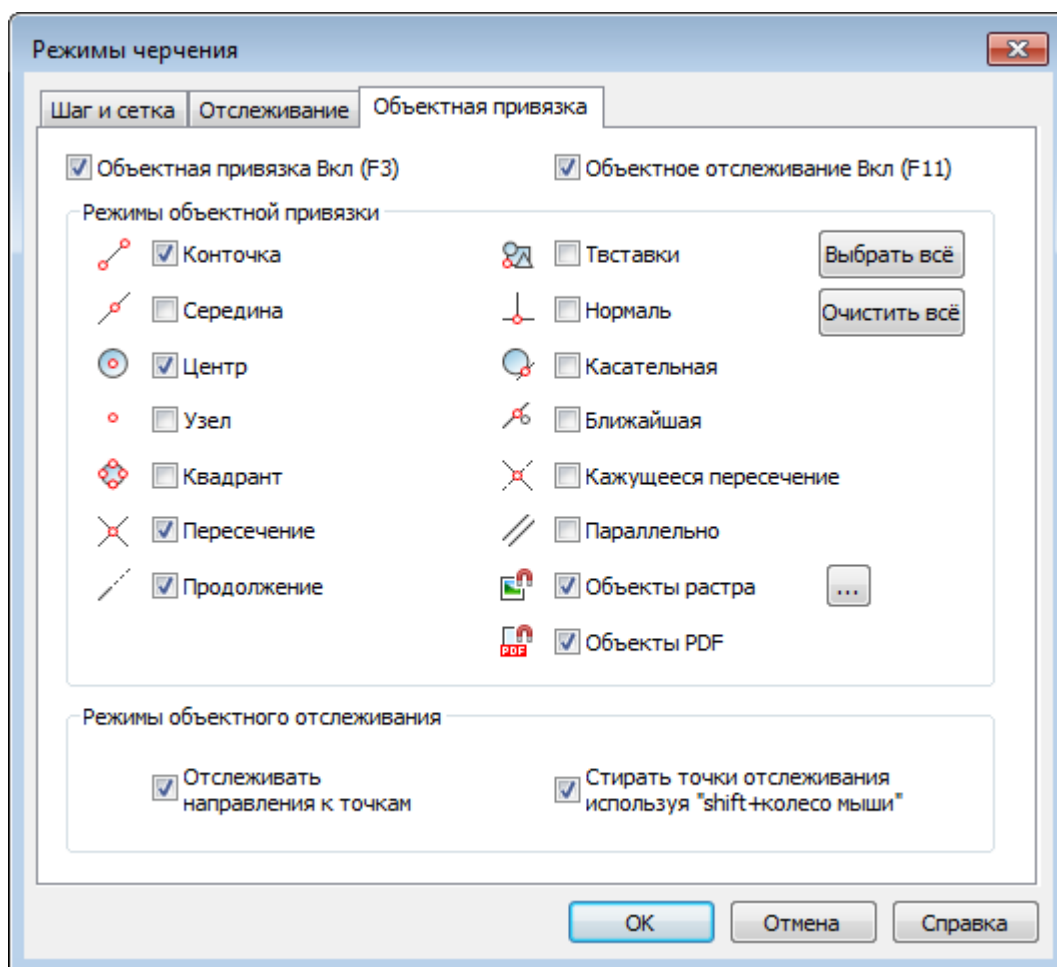 Режимы черчения
Шаг и сетка Отслеживание Объектная привязка
Объектная привязка Вкл (F3) Объектное отслеживание Вкл (F11)
Режимы объектной привязки
Конточка Твставки Выбрать всё
Середина Нормаль Очистить всё
Центр Касательная
Узел Ближайшая
Квадрант Кажущееся пересечение
Пересечение Параллельно
Продолжение Объекты растра ...
PDF Объекты PDF
Режимы объектного отслеживания
Отслеживать Стирать точки отслеживания
направления к точкам используя "shift+колесо мыши"
OK Отмена Справка